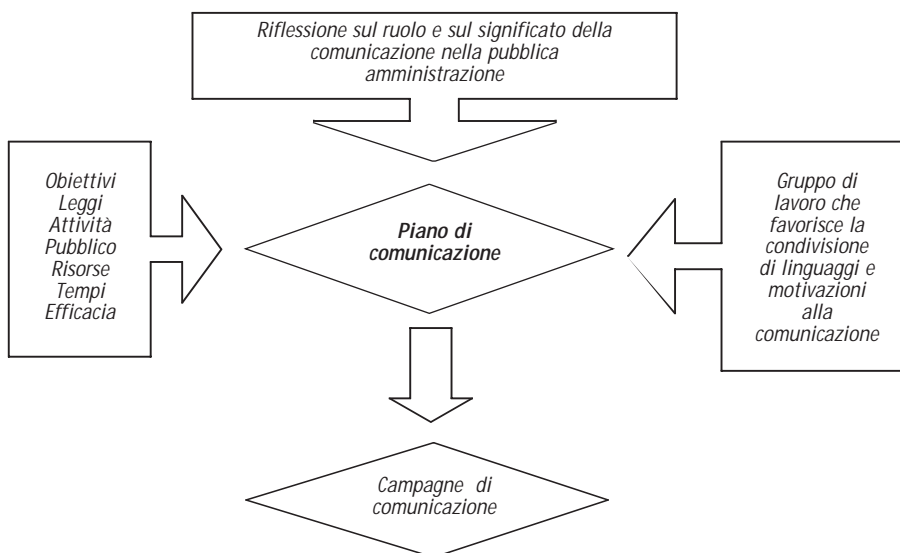 Riflessione sul ruolo e sul significato della
comunicazione nella pubblica
amministrazione
Obiettivi
Leggi
Attività
Pubblico
Risorse
Tempi
Efficacia
Piano di
comunicazione
Gruppo di
lavoro che
favorisce la
condivisione
di linguaggi e
motivazioni
alla
comunicazione
Campagne di
comunicazione